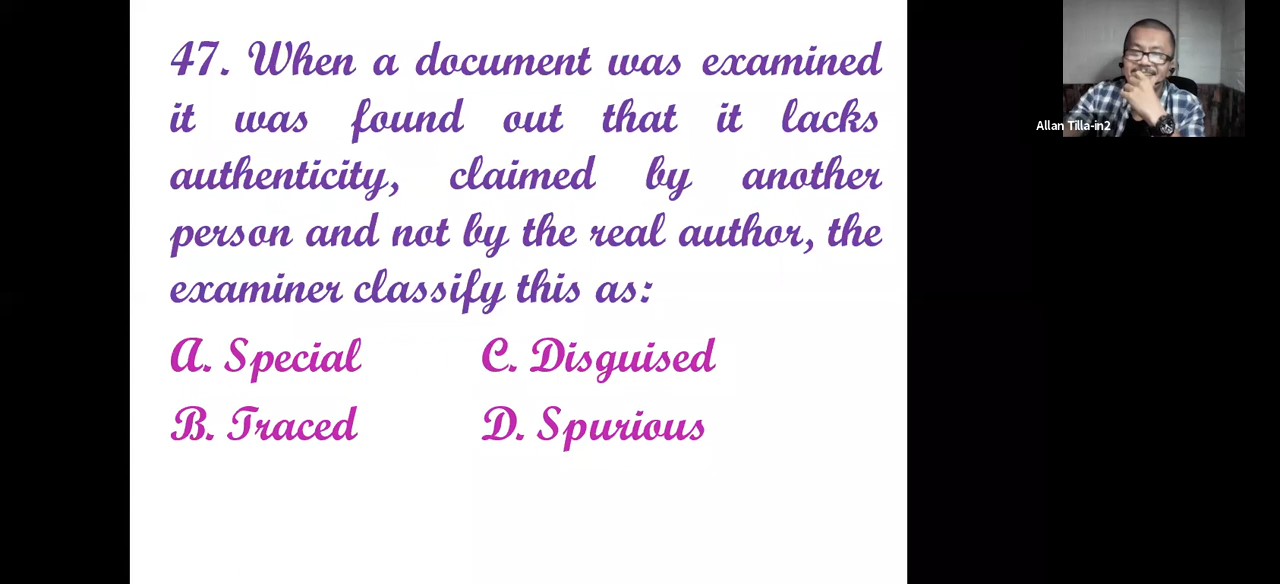 47. When a document was examined
it was found out that it lacks
authenticity, claimed by another
person and not by the real author, the
examiner classify this as:
A. Special C. Disguised
B. Traced D. Spurious
Allan Tilla-in2